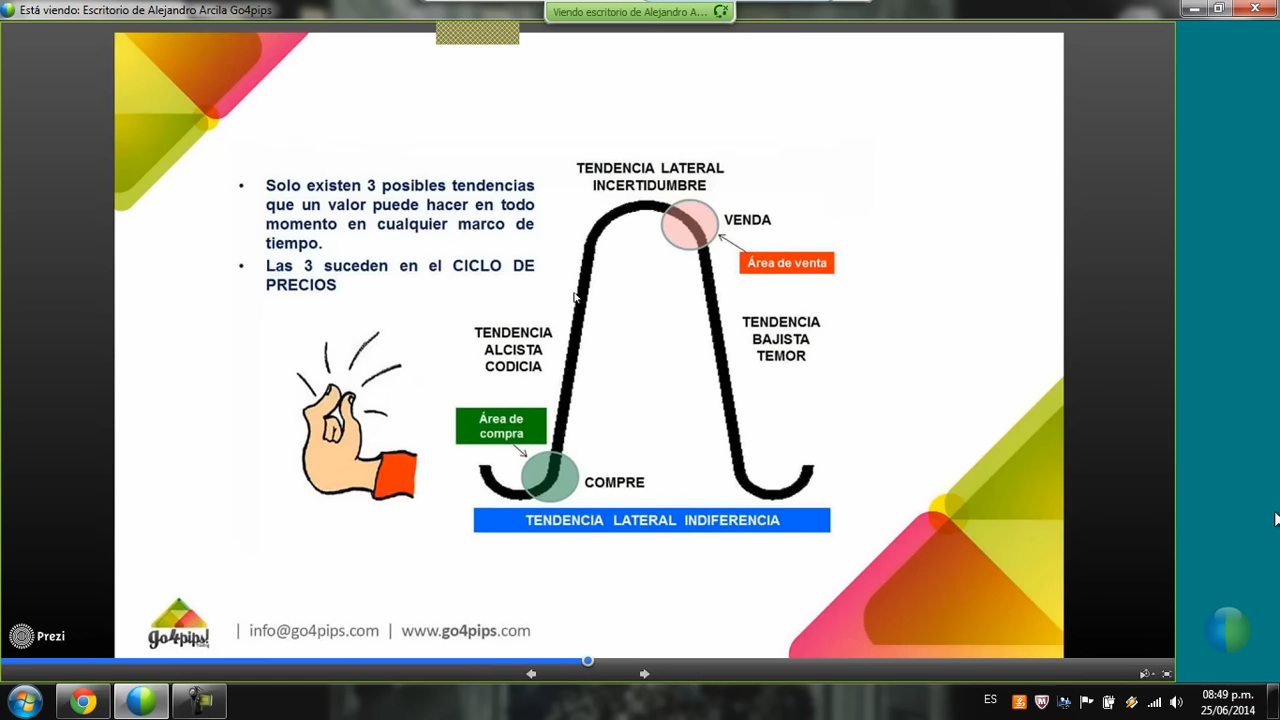 Está viendo: Escritorio de Alejandro Arcila Go4pips
Viendo escritorio de Alejandro A...
• Solo existen 3 posibles tendencias
que un valor puede hacer en todo
momento en cualquier marco de
tiempo.
• Las 3 suceden en el CICLO DE
PRECIOS
TENDENCIA LATERAL
INCERTIDUMBRE
VENDA
Área de venta
TENDENCIA
ALCISTA
CODICIA
TENDENCIA
BAJISTA
TEMOR
Área de
compra
COMPRE
TENDENCIA LATERAL INDIFERENCIA
go4pips!
Trading
| info@go4pips.com | www.go4pips.com
Prezi
ES
08:49 p.m.
25/06/2014